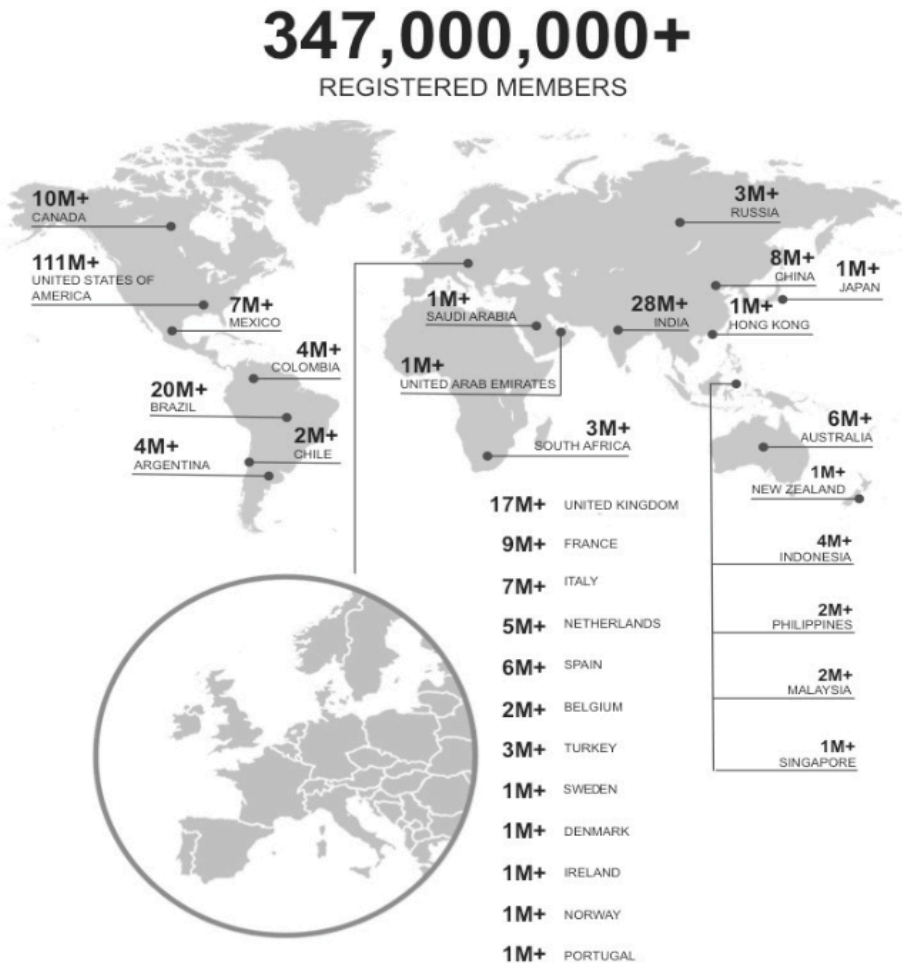 347,000,000+
REGISTERED MEMBERS
10M+
CANADA
111M+
UNITED STATES OF
AMERICA
7M+
MEXICO
4M+
COLOMBIA
20M+
BRAZIL
2M+
CHILE
4M+
ARGENTINA
3M+
RUSSIA
8M+
CHINA
1M+
JAPAN
1M+
SAUDI ARABIA
28M+
INDIA
1M+
HONG KONG
1M+
UNITED ARAB EMIRATES
3M+
SOUTH AFRICA
6M+
AUSTRALIA
1M+
NEW ZEALAND
4M+
INDONESIA
2M+
PHILIPPINES
2M+
MALAYSIA
1M+
SINGAPORE
17M+ UNITED KINGDOM
9M+ FRANCE
7M+ ITALY
5M+ NETHERLANDS
6M+ SPAIN
2M+ BELGIUM
3M+ TURKEY
1M+ SWEDEN
1M+ DENMARK
1M+ IRELAND
1M+ NORWAY
1M+ PORTUGAL